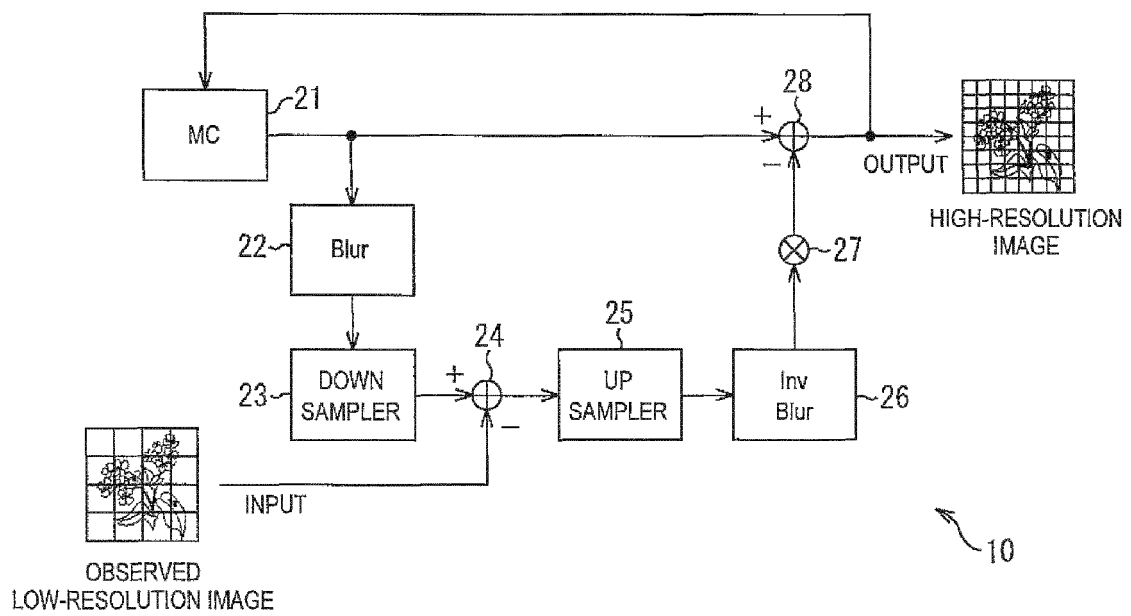 21
MC
+
28
−
OUTPUT
HIGH-RESOLUTION
IMAGE
22
Blur
27
23
DOWN
SAMPLER
+
24
−
25
UP
SAMPLER
Inv
Blur
26
INPUT
OBSERVED
LOW-RESOLUTION IMAGE
10